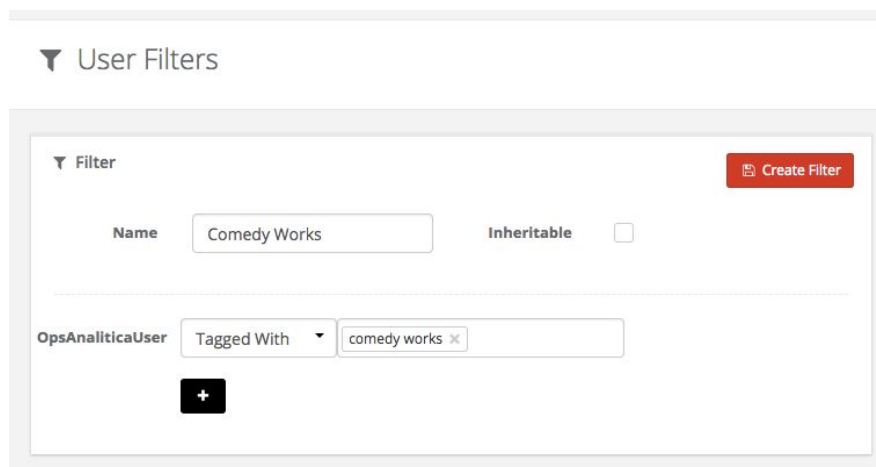 User Filters
Filter
Create Filter
Name
Comedy Works
Inheritable
OpsAnaliticaUser
Tagged With
comedy works ×
+